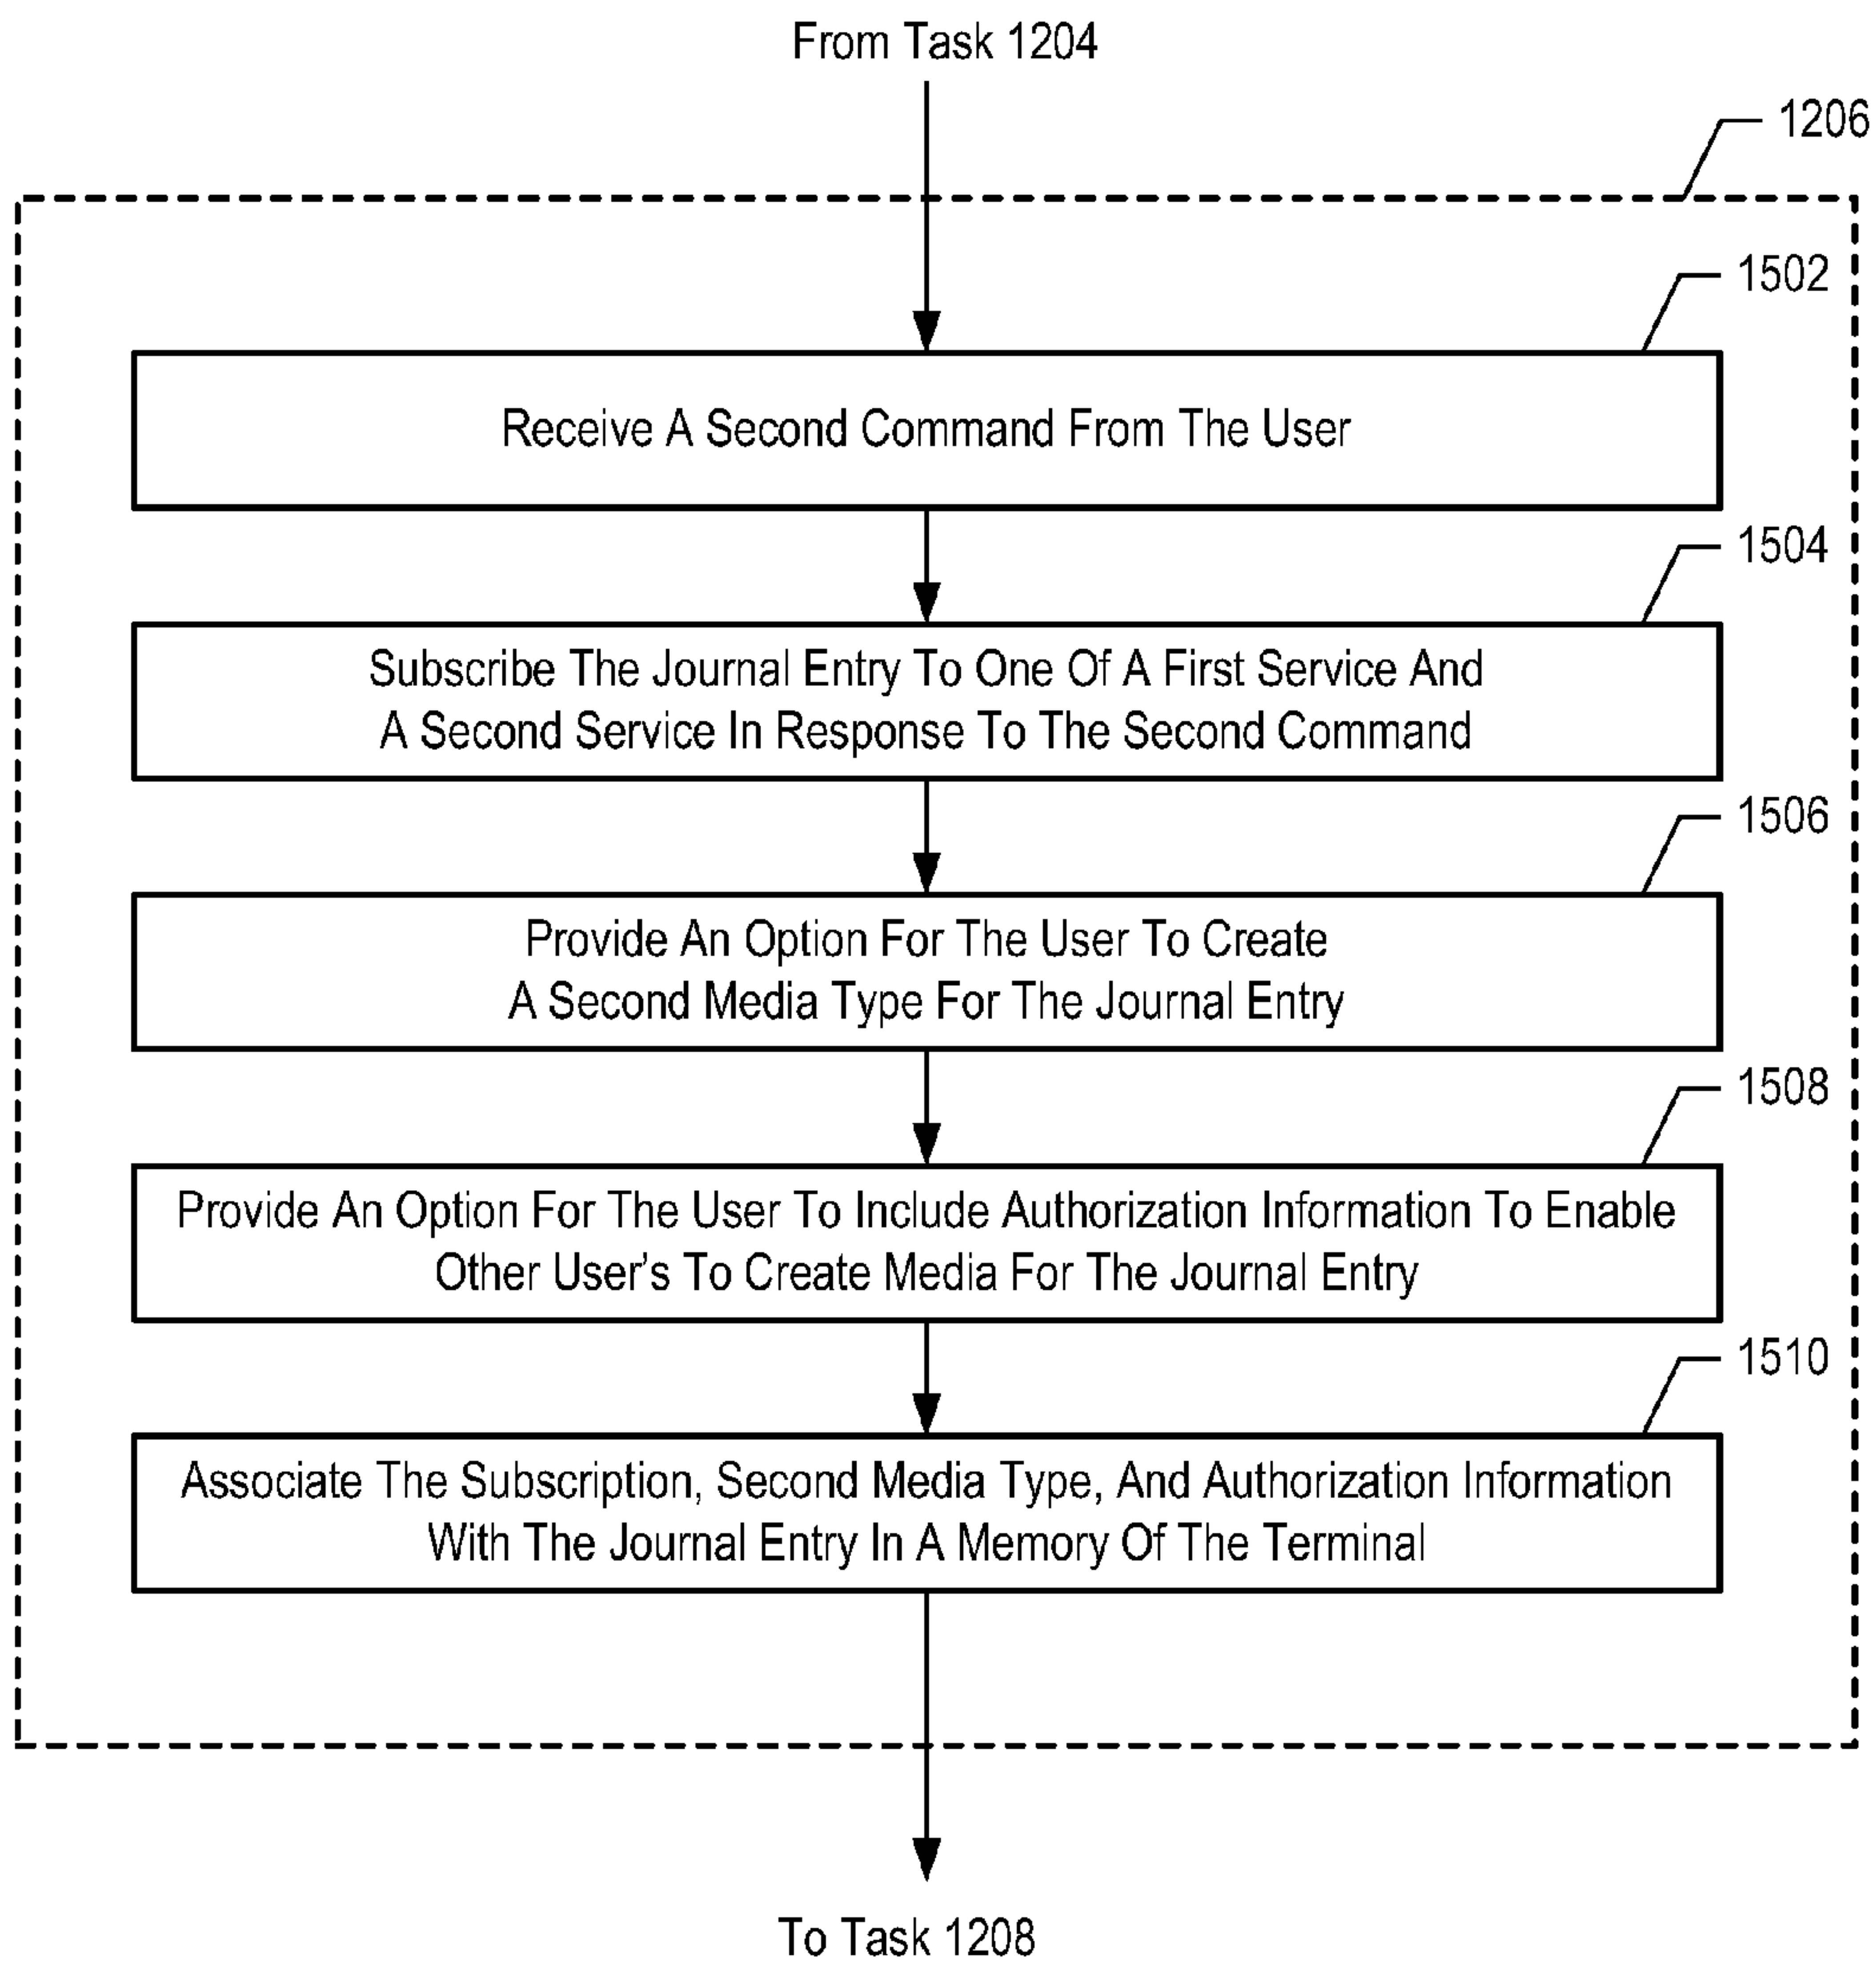 From Task 1204
1206
1502
Receive A Second Command From The User
1504
Subscribe The Journal Entry To One Of A First Service And
A Second Service In Response To The Second Command
1506
Provide An Option For The User To Create
A Second Media Type For The Journal Entry
1508
Provide An Option For The User To Include Authorization Information To Enable
Other User's To Create Media For The Journal Entry
1510
Associate The Subscription, Second Media Type, And Authorization Information
With The Journal Entry In A Memory Of The Terminal
To Task 1208